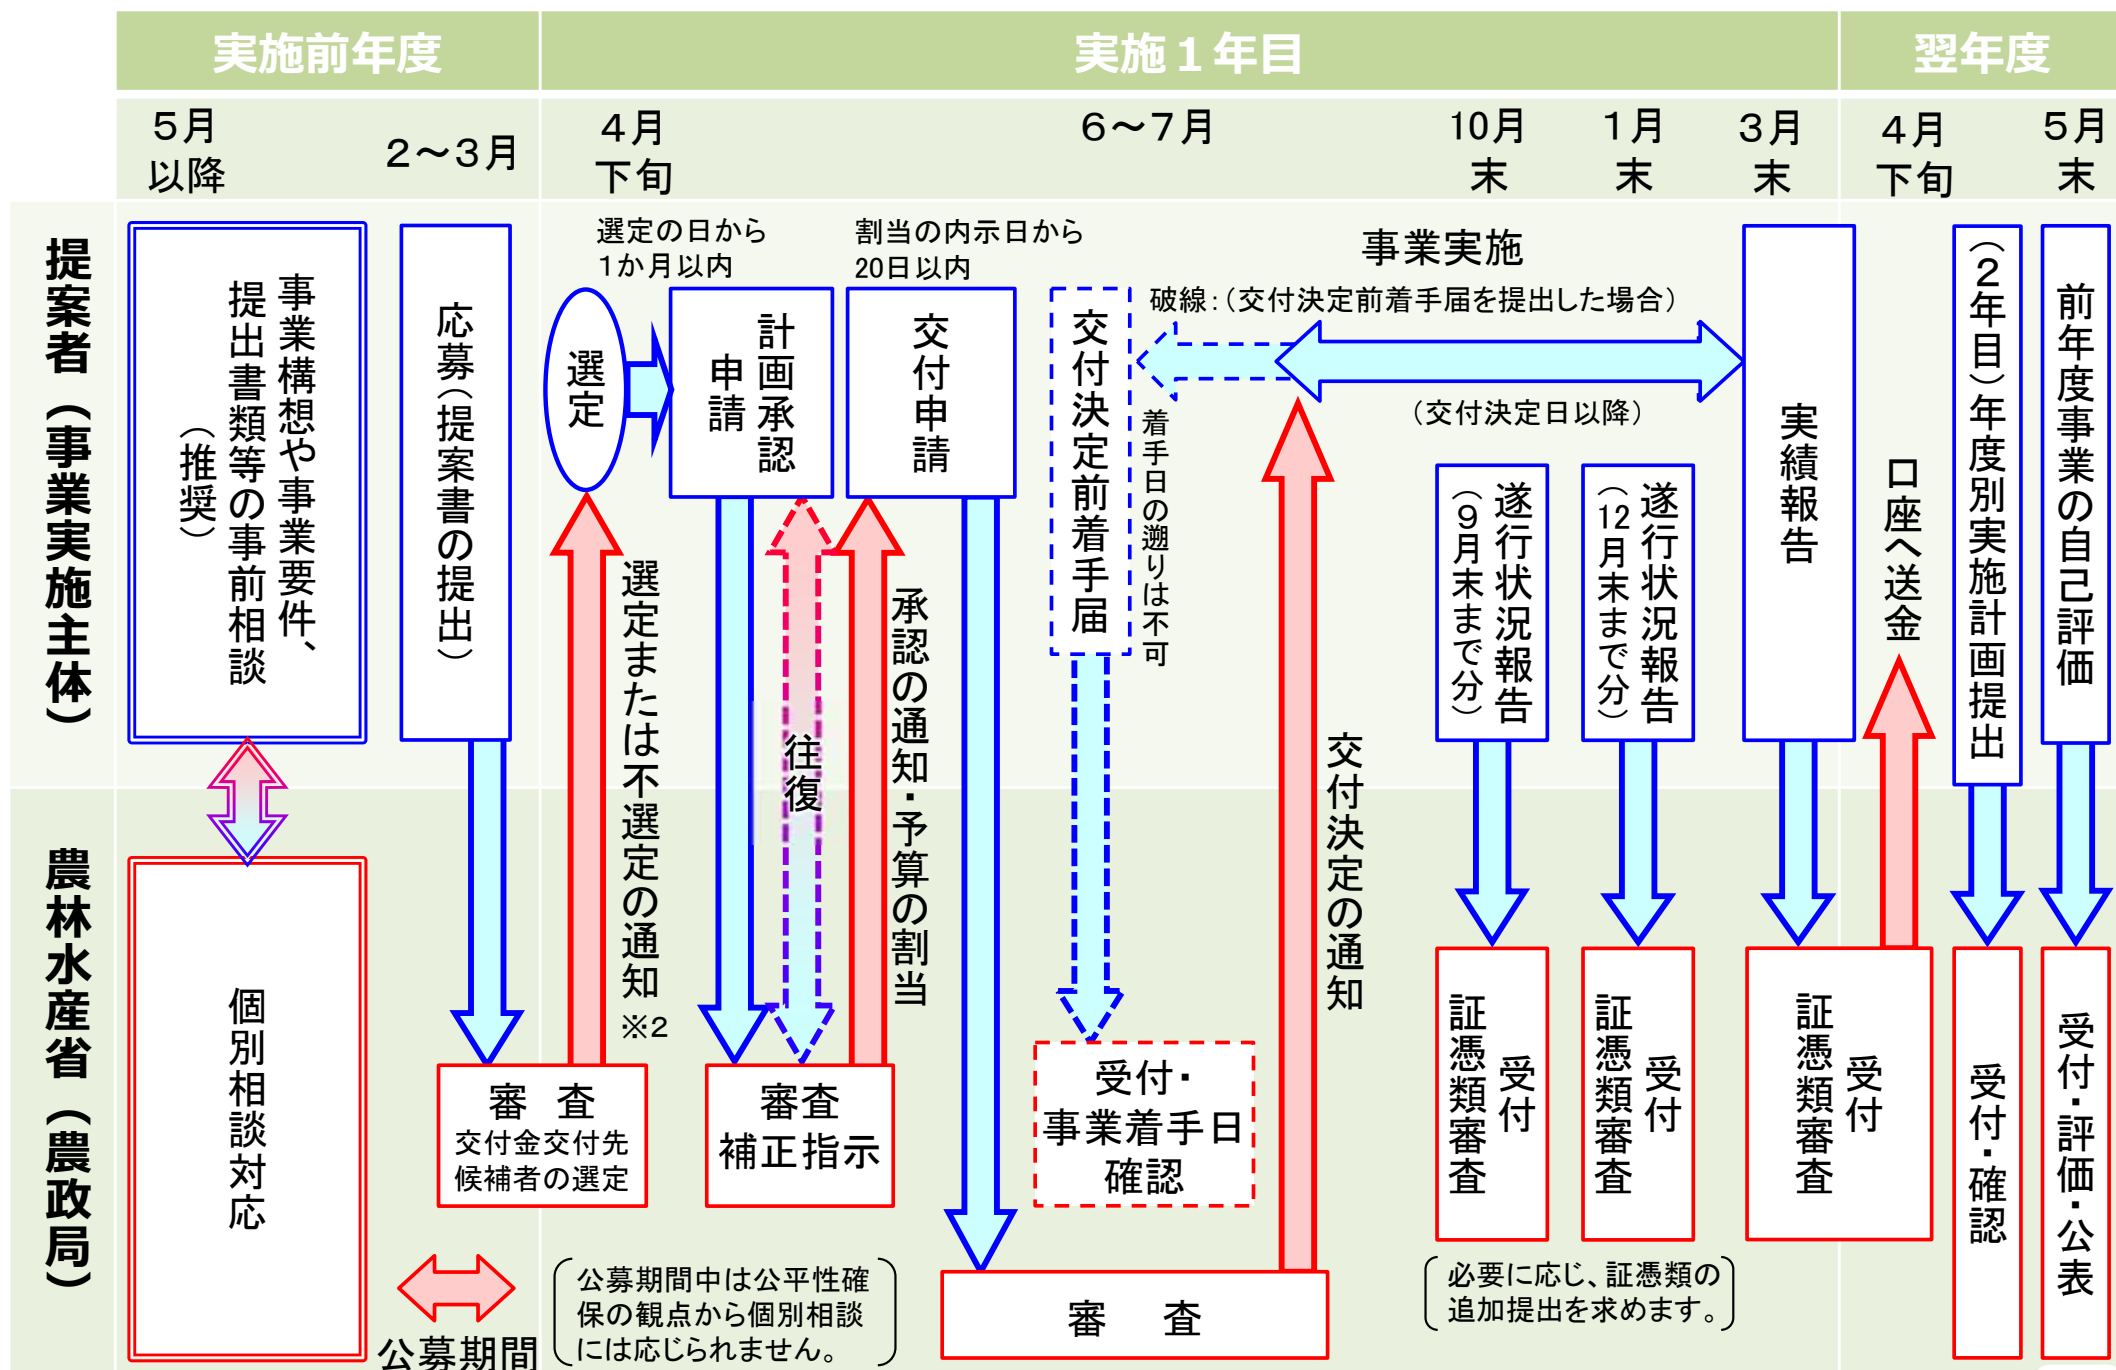 実施前年度
実施１年目
翌年度
５月
以降
２～３月
４月
下旬
６～７月
10月
末
１月
末
３月
末
４月
下旬
５月
末
提案者（事業実施主体）
事業構想や事業要件、
提出書類等の事前相談
（推奨）
応募（提案書の提出）
選定
選定の日から
１か月以内
計画承認
申請
割当の内示日から
20日以内
交付申請
交付決定前着手届
着手日の遡りは不可
事業実施
破線：（交付決定前着手届を提出した場合）
（交付決定日以降）
遂行状況報告
（９月末まで分）
遂行状況報告
（12月末まで分）
実績報告
口座へ送金
（２年目）年度別実施計画提出
前年度事業の自己評価
選定または不選定の通知
※2
往復
承認の通知・予算の割当
交付決定の通知
農林水産省（農政局）
個別相談対応
審　査
交付金交付先
候補者の選定
審査
補正指示
受付・
事業着手日
確認
審　査
受付
証憑類審査
受付
証憑類審査
受付
証憑類審査
受付・確認
受付・評価・公表
公募期間
公募期間中は公平性確
保の観点から個別相談
には応じられません。
必要に応じ、証憑類の
追加提出を求めます。